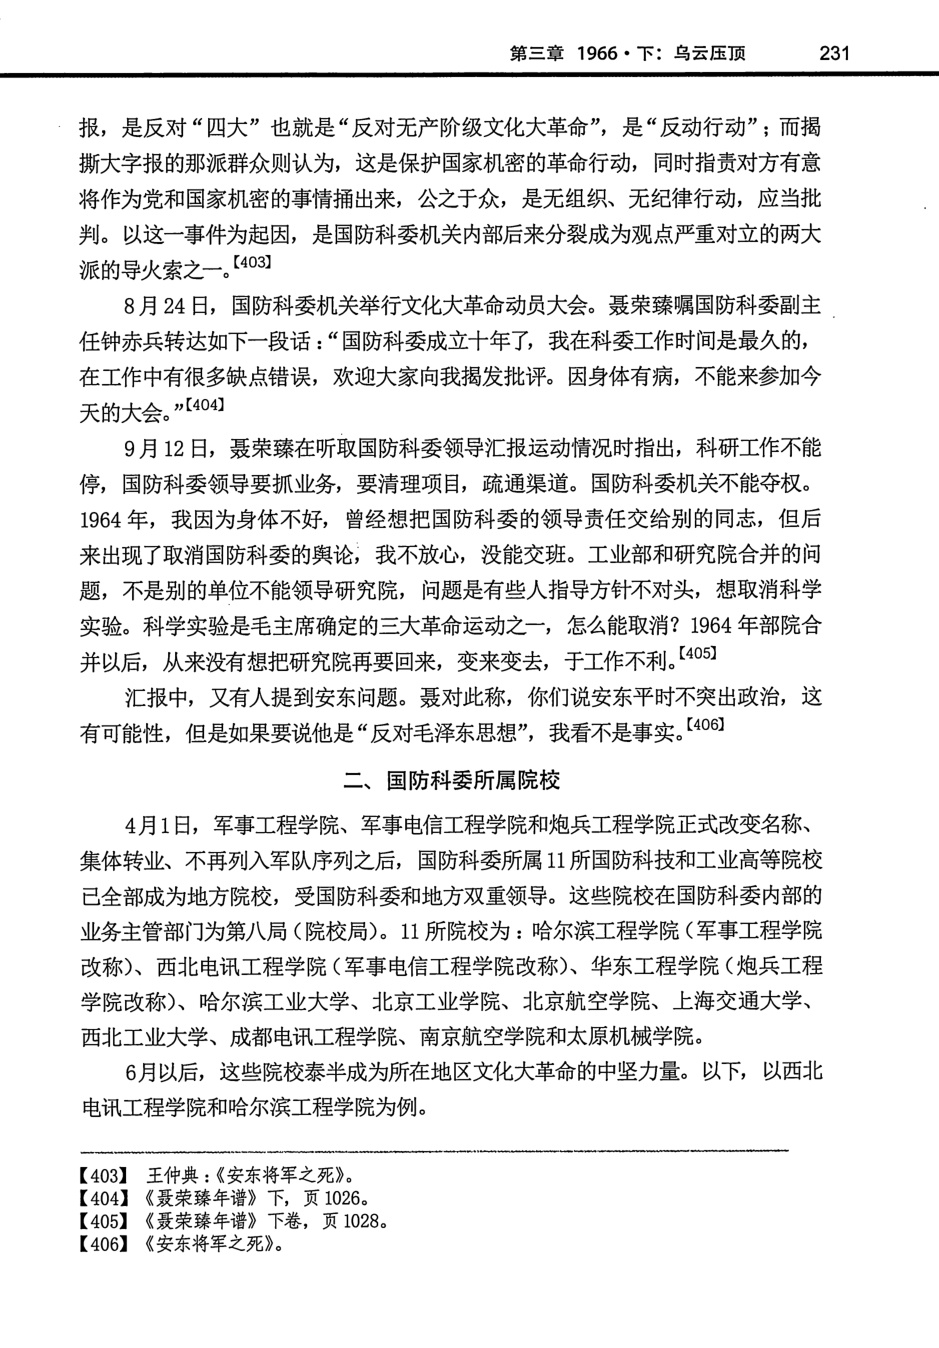 第三章 1966·下：乌云压顶 231
报，是反对“四大”也就是“反对无产阶级文化大革命”，是“反动行动”；而揭
撕大字报的那派群众则认为，这是保护国家机密的革命行动，同时指责对方有意
将作为党和国家机密的事情捅出来，公之于众，是无组织、无纪律行动，应当批
判。以这一事件为起因，是国防科委机关内部后来分裂成为观点严重对立的两大
派的导火索之一。【403】
8月24日，国防科委机关举行文化大革命动员大会。聂荣臻嘱国防科委副主
任钟赤兵转达如下一段话：“国防科委成立十年了，我在科委工作时间是最久的，
在工作中有很多缺点错误，欢迎大家向我揭发批评。因身体有病，不能来参加今
天的大会。”【404】
9月12日，聂荣臻在听取国防科委领导汇报运动情况时指出，科研工作不能
停，国防科委领导要抓业务，要清理项目，疏通渠道。国防科委机关不能夺权。
1964年，我因为身体不好，曾经想把国防科委的领导责任交给别的同志，但后
来出现了取消国防科委的舆论，我不放心，没能交班。工业部和研究院合并的问
题，不是别的单位不能领导研究院，问题是有些人指导方针不对头，想取消科学
实验。科学实验是毛主席确定的三大革命运动之一，怎么能取消？1964年部院合
并以后，从来没有想把研究院再要回来，变来变去，于工作不利。【405】
汇报中，又有人提到安东问题。聂对此称，你们说安东平时不突出政治，这
有可能性，但是如果要说他是“反对毛泽东思想”，我看不是事实。【406】
二、国防科委所属院校
4月1日，军事工程学院、军事电信工程学院和炮兵工程学院正式改变名称、
集体转业、不再列入军队序列之后，国防科委所属11所国防科技和工业高等院校
已全部成为地方院校，受国防科委和地方双重领导。这些院校在国防科委内部的
业务主管部门为第八局（院校局）。11所院校为：哈尔滨工程学院（军事工程学院
改称）、西北电讯工程学院（军事电信工程学院改称）、华东工程学院（炮兵工程
学院改称）、哈尔滨工业大学、北京工业学院、北京航空学院、上海交通大学、
西北工业大学、成都电讯工程学院、南京航空学院和太原机械学院。
6月以后，这些院校泰半成为所在地区文化大革命的中坚力量。以下，以西北
电讯工程学院和哈尔滨工程学院为例。
【403】 王仲典：《安东将军之死》。
【404】《聂荣臻年谱》下，页1026。
【405】《聂荣臻年谱》下卷，页1028。
【406】《安东将军之死》。